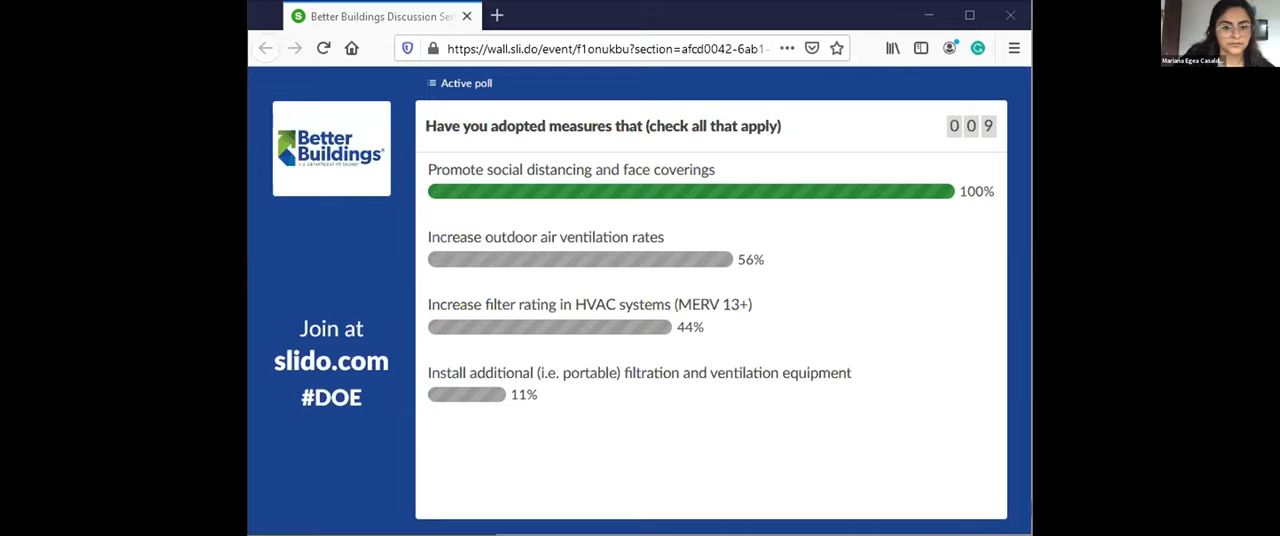 Better Buildings Discussion Ser
https://wall.sli.do/event/f1onukbu?section=afcd0042-6ab1-
Mariana Egea Casal
Active poll
Better
Buildings
Have you adopted measures that (check all that apply)
0 0 9
Promote social distancing and face coverings
100%
Increase outdoor air ventilation rates
56%
Increase filter rating in HVAC systems (MERV 13+)
44%
Install additional (i.e. portable) filtration and ventilation equipment
11%
Join at
slido.com
#DOE